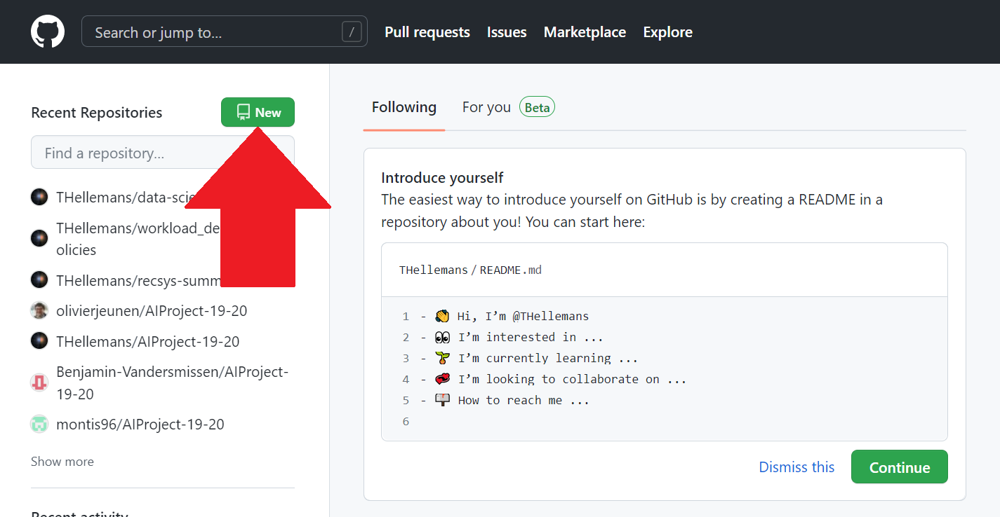 Search or jump to... /
Pull requests Issues Marketplace Explore
Recent Repositories
New
Find a repository...
THellemans/data-scie
THellemans/workload_de
olicies
THellemans/recsys-summ
olivierjeunen/AIProject-19-20
THellemans/AIProject-19-20
Benjamin-Vandersmissen/AIProject-
19-20
montis96/AIProject-19-20
Show more
Recent activity
Following
For you Beta
Introduce yourself
The easiest way to introduce yourself on GitHub is by creating a README in a
repository about you! You can start here:
THellemans / README.md
1 - 👋 Hi, I’m @THellemans
2 - 👀 I’m interested in ...
3 - 🌱 I’m currently learning ...
4 - 💞️ I’m looking to collaborate on ...
5 - 📫 How to reach me ...
6
Dismiss this
Continue